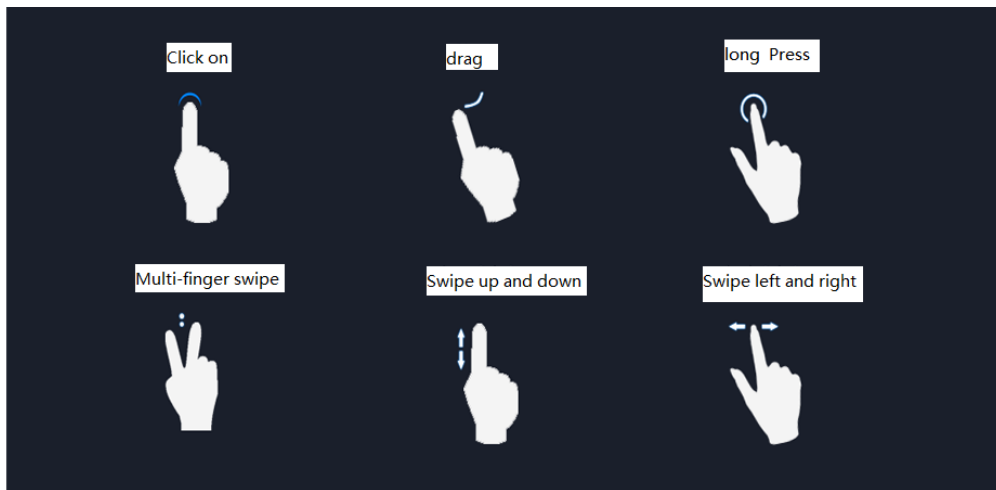 Click on
drag
long Press
Multi-finger swipe
Swipe up and down
Swipe left and right